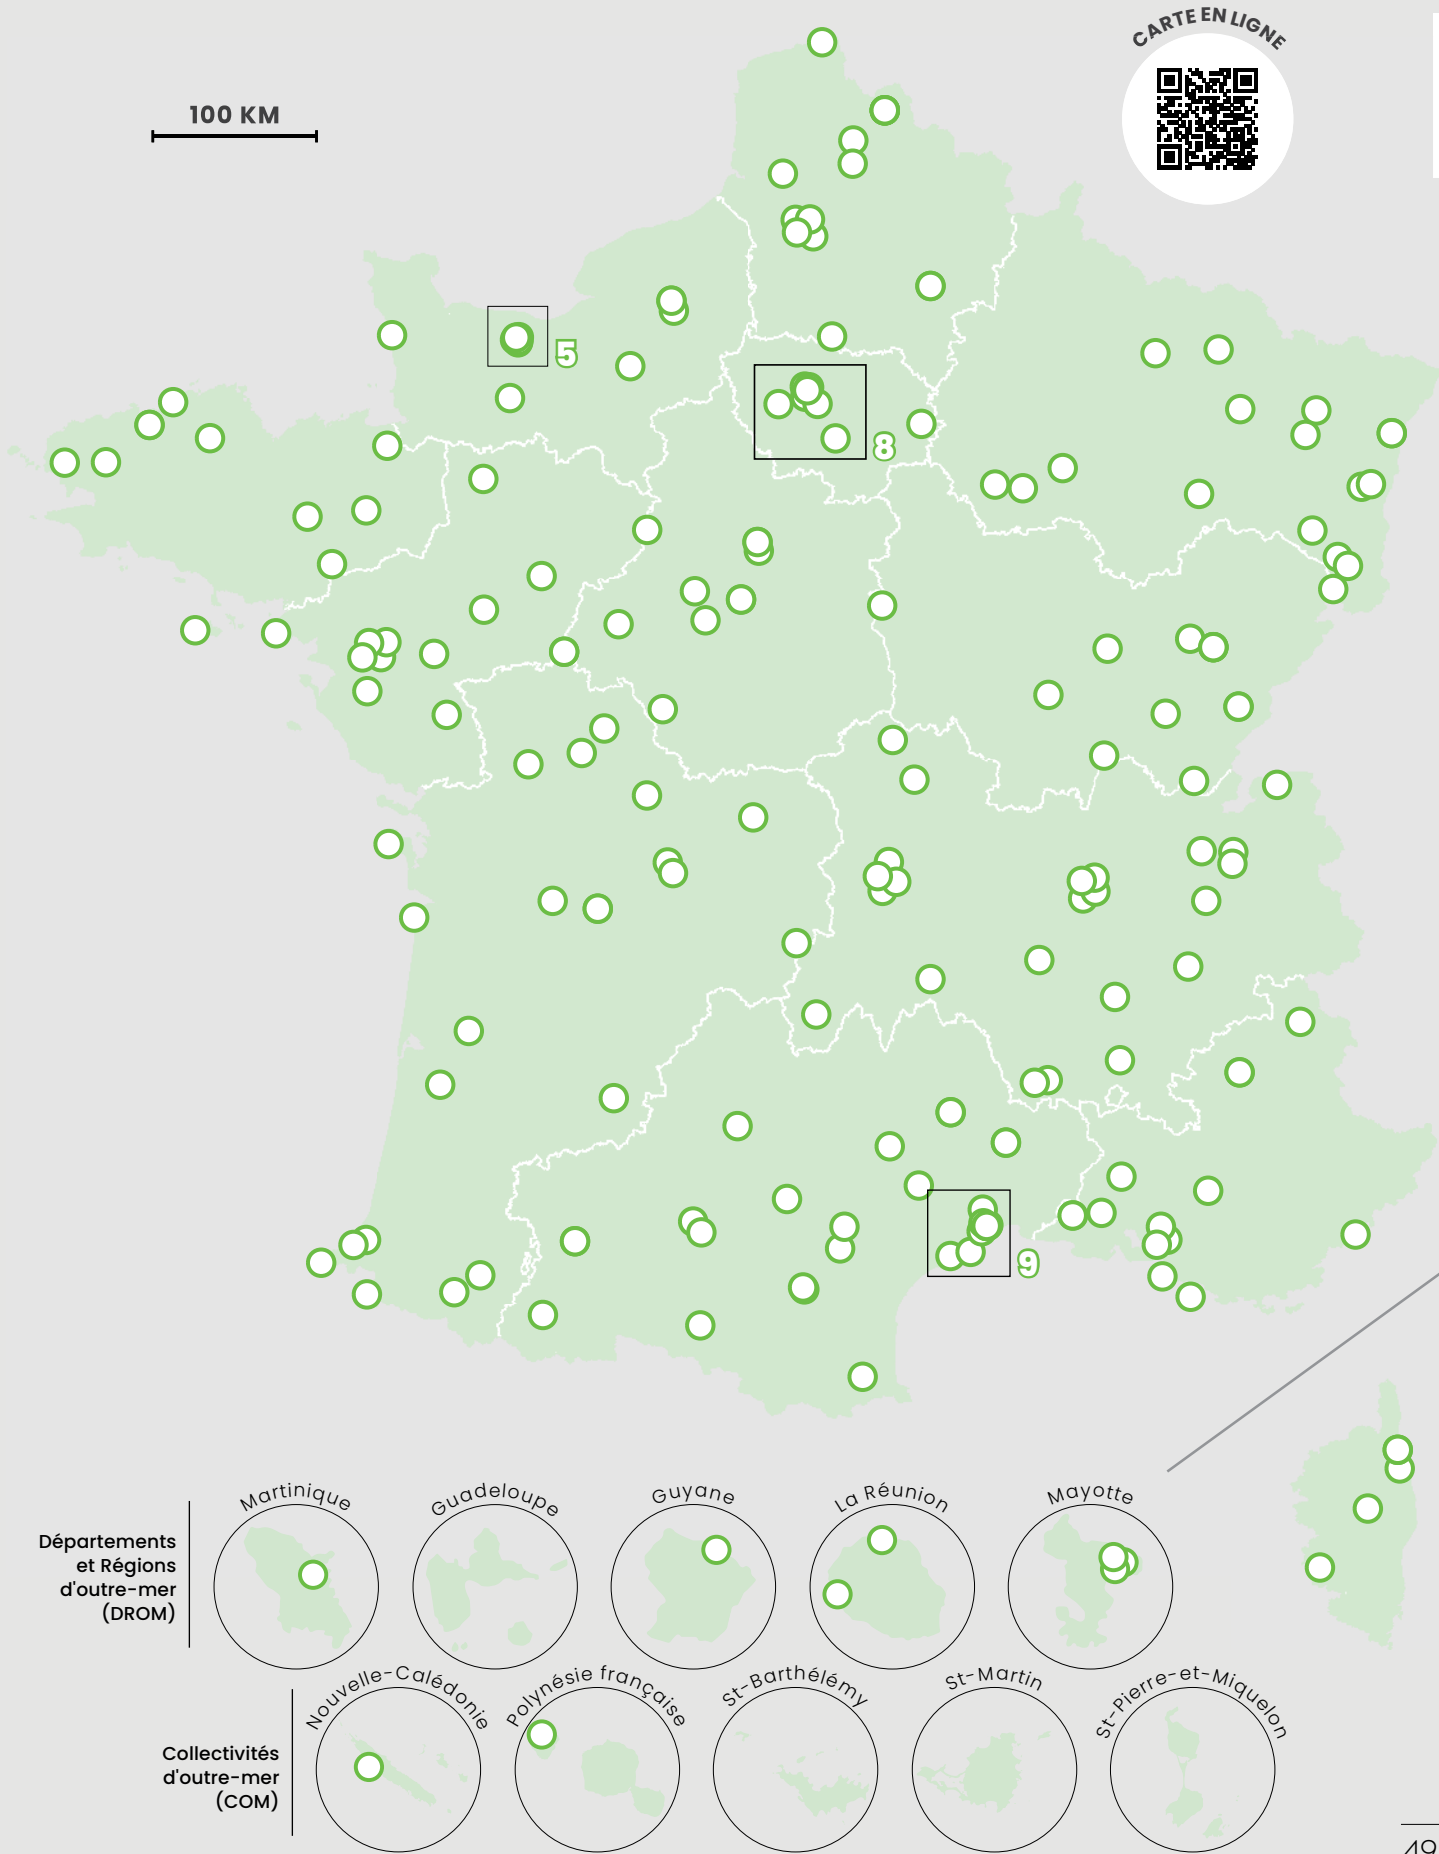 CARTE EN LIGNE
100 KM
5
8
9
Martinique
Guadeloupe
Guyane
La Réunion
Mayotte
Départements
et Régions
d'outre-mer
(DROM)
Nouvelle-Calédonie
Polynésie française
St-Barthélémy
St-Martin
St-Pierre-et-Miquelon
Collectivités
d'outre-mer
(COM)
49